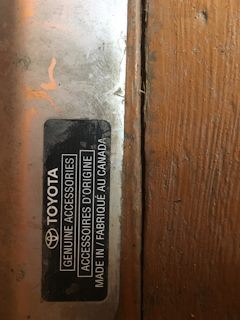 TOYOTA
GENUINE ACCESSORIES
ACCESSOIRES D'ORIGINE
MADE IN / FABRIQUÉ AU CANADA